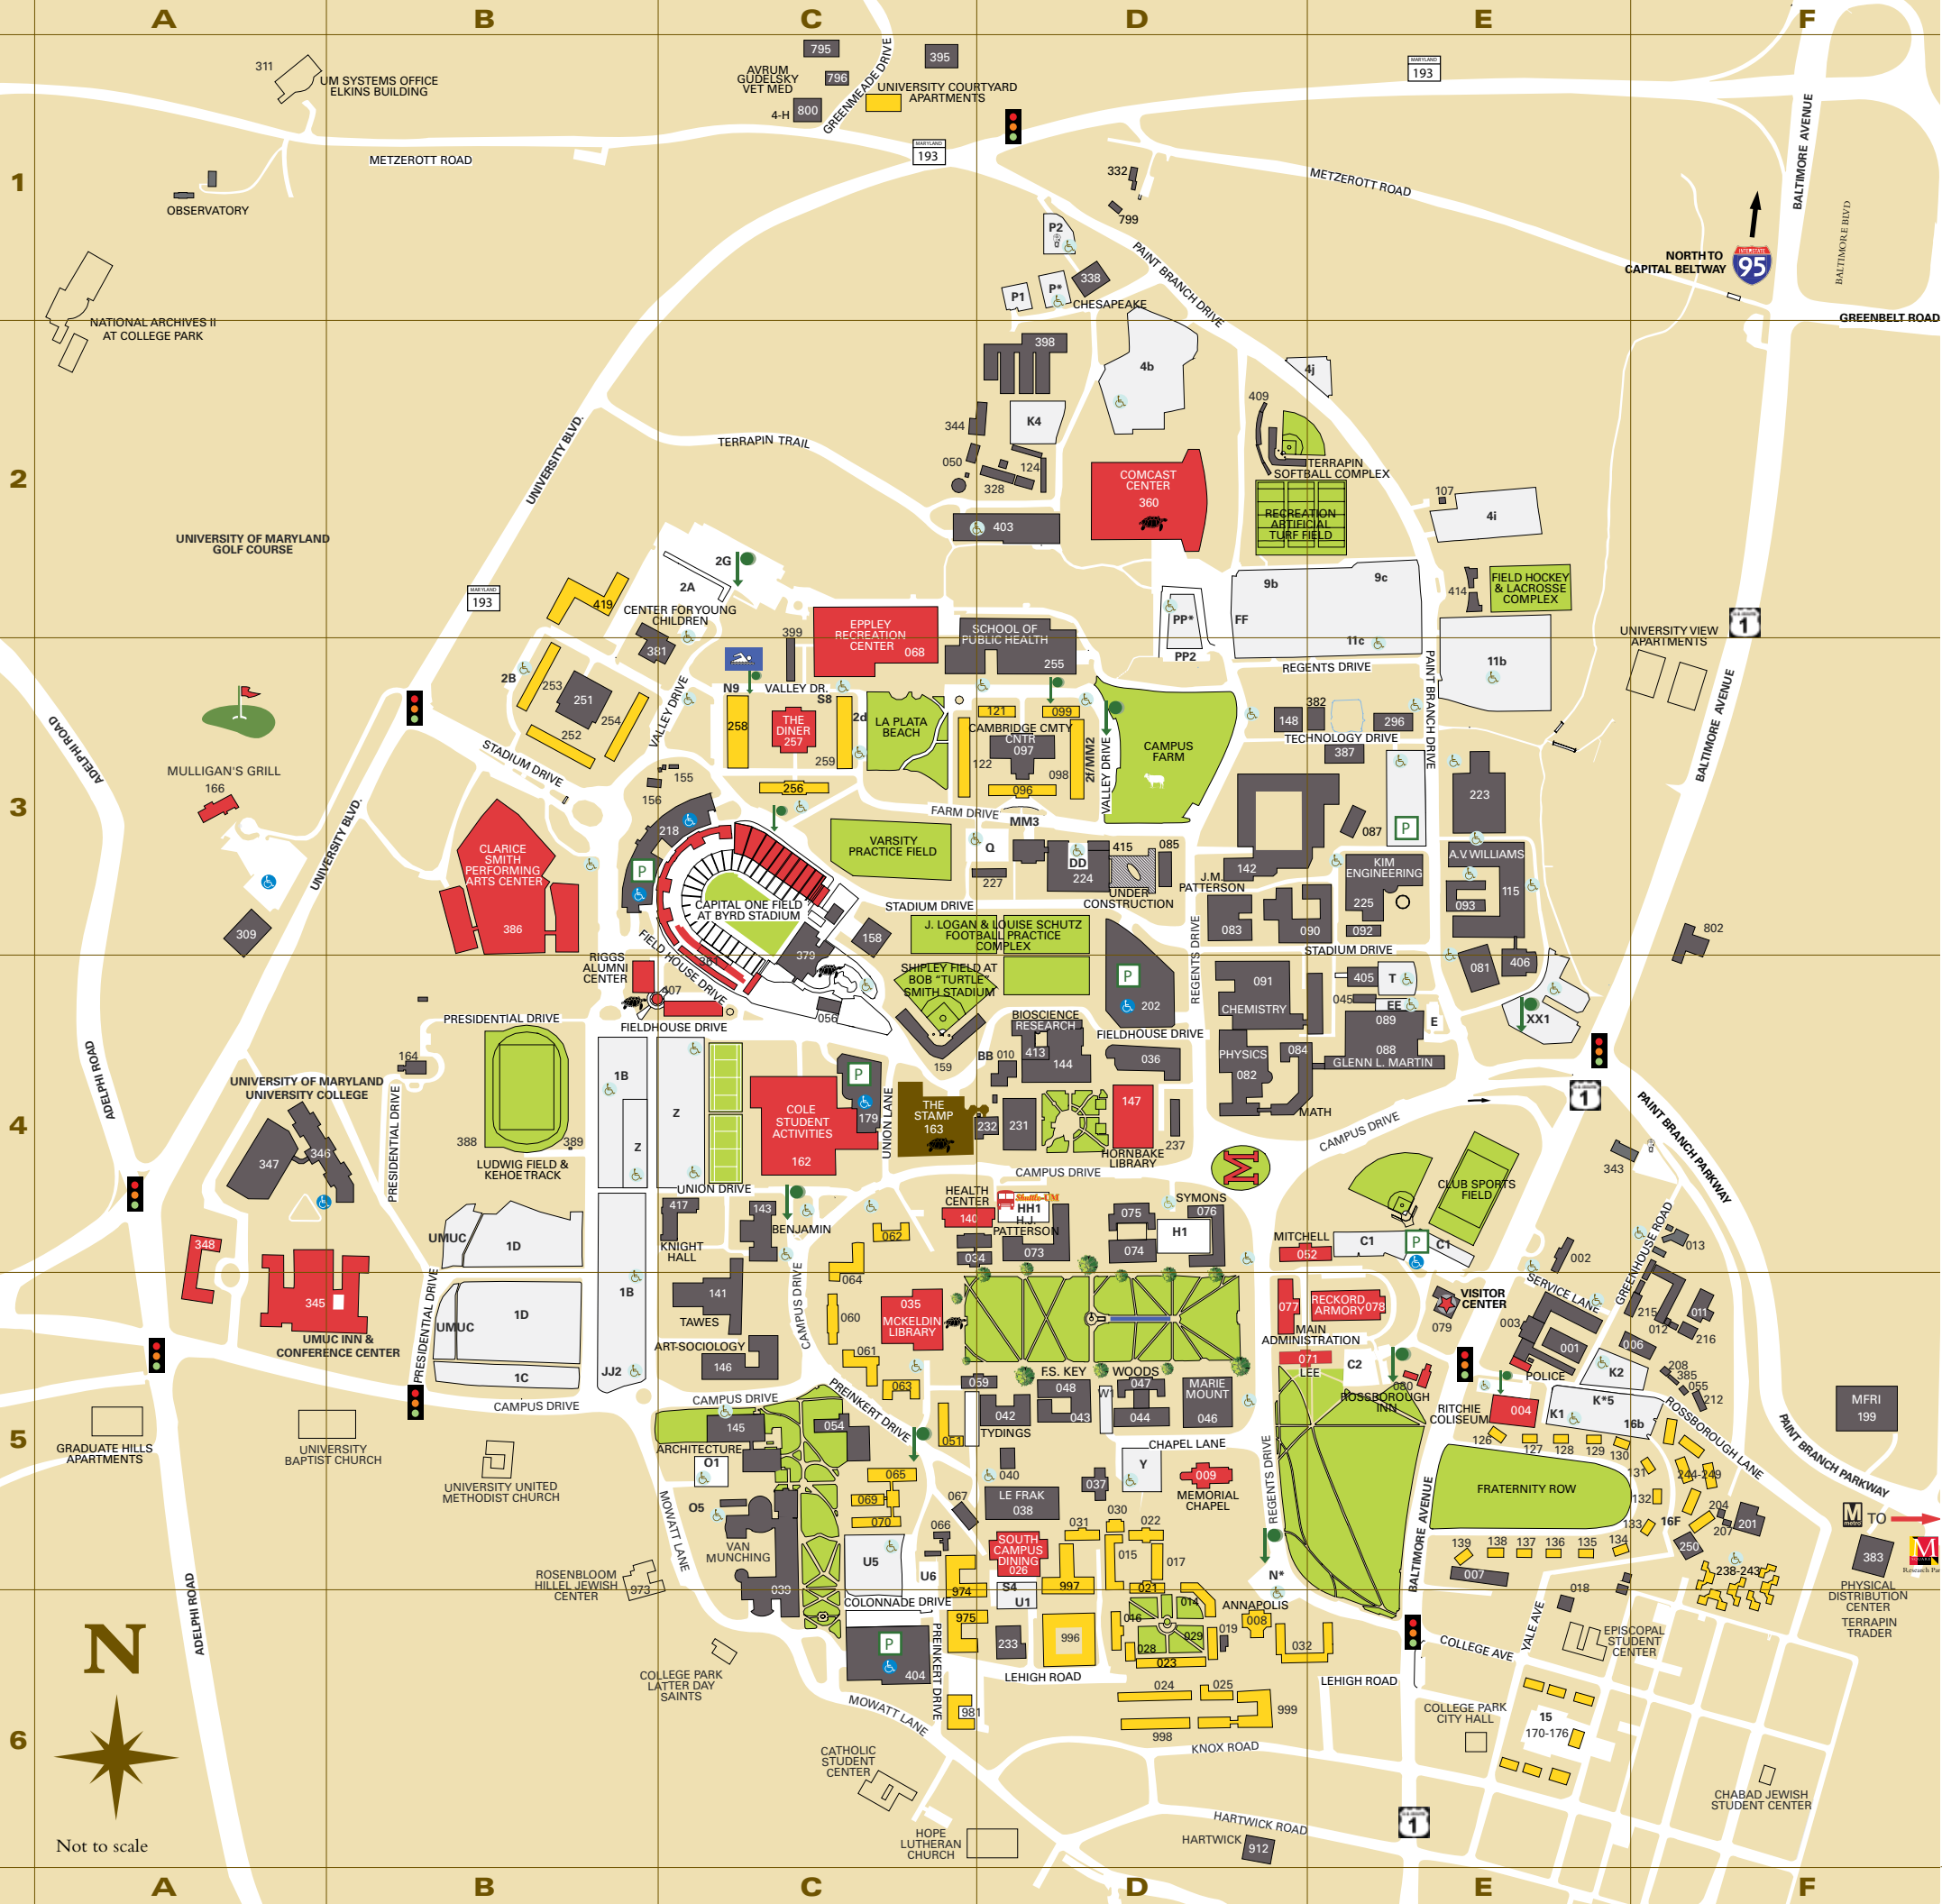 A
B
C
D
E
F
1
2
3
4
5
6
311
UM SYSTEMS OFFICE
ELKINS BUILDING
795
395
AVRUM
GUDELSKY
VET MED
796
4-H
800
GREENMEADE DRIVE
UNIVERSITY COURTYARD
APARTMENTS
MARYLAND
193
METZEROTT ROAD
MARYLAND
193
METZEROTT ROAD
BALTIMORE AVENUE
BALTIMORE BLVD
OBSERVATORY
332
799
P2
338
P1
P*
CHESAPEAKE
PAINT BRANCH DRIVE
NORTH TO
CAPITAL BELTWAY
INTERSTATE
95
GREENBELT ROAD
NATIONAL ARCHIVES II
AT COLLEGE PARK
398
4b
4j
409
K4
344
050
124
328
403
TERRAPIN TRAIL
UNIVERSITY BLVD.
COMCAST
CENTER
360
TERRAPIN
SOFTBALL COMPLEX
RECREATION
ARTIFICIAL
TURF FIELD
107
4i
UNIVERSITY OF MARYLAND
GOLF COURSE
MARYLAND
193
419
2G
2A
CENTER FOR YOUNG
CHILDREN
381
399
EPPLEY
RECREATION
CENTER
068
SCHOOL OF
PUBLIC HEALTH
255
PP*
PP2
FF
9b
9c
11c
11b
414
FIELD HOCKEY
& LACROSSE
COMPLEX
REGENTS DRIVE
PAINT BRANCH DRIVE
UNIVERSITY VIEW
APARTMENTS
1
BALTIMORE AVENUE
ADELPHI ROAD
MULLIGAN'S GRILL
166
2B
253
251
254
252
STADIUM DRIVE
VALLEY DRIVE
N9
VALLEY DR.
S8
258
THE
DINER
257
259
2d
256
LA PLATA
BEACH
121
099
CAMBRIDGE CMTY
CNTR
097
122
098
096
2f/MM2
VALLEY DRIVE
CAMPUS
FARM
148
382
296
TECHNOLOGY DRIVE
387
155
156
FARM DRIVE
MM3
UNIVERSITY BLVD.
218
P
CLARICE
SMITH
PERFORMING
ARTS CENTER
386
309
VARSITY
PRACTICE FIELD
Q
227
DD
224
415
085
UNDER
CONSTRUCTION
J.M.
PATTERSON
142
087
P
223
KIM
ENGINEERING
225
A.V. WILLIAMS
115
093
092
083
090
CAPITAL ONE FIELD
AT BYRD STADIUM
STADIUM DRIVE
J. LOGAN & LOUISE SCHUTZ
FOOTBALL PRACTICE
COMPLEX
158
379
361
STADIUM DRIVE
802
RIGGS
ALUMNI
CENTER
FIELD HOUSE DRIVE
407
056
SHIPLEY FIELD AT
BOB "TURTLE"
SMITH STADIUM
159
P
202
REGENTS DRIVE
091
CHEMISTRY
405
T
045
EE
089
E
088
GLENN L. MARTIN
081
406
XX1
PRESIDENTIAL DRIVE
FIELDHOUSE DRIVE
BIOSCIENCE
RESEARCH
BB
010
413
144
FIELDHOUSE DRIVE
036
PHYSICS
082
084
MATH
164
UNIVERSITY OF MARYLAND
UNIVERSITY COLLEGE
ADELPHI ROAD
347
346
PRESIDENTIAL DRIVE
388
389
LUDWIG FIELD &
KEHOE TRACK
1B
Z
Z
COLE
STUDENT
ACTIVITIES
162
P
179
UNION LANE
THE
STAMP
163
232
231
147
237
HORNBAKE
LIBRARY
CAMPUS DRIVE
M
CAMPUS DRIVE
1
PAINT BRANCH PARKWAY
343
CLUB SPORTS
FIELD
UNION DRIVE
417
143
BENJAMIN
KNIGHT
HALL
HEALTH
CENTER
140
Shuttle-UM
HH1
H.J.
PATTERSON
034
073
075
074
SYMONS
076
H1
MITCHELL
052
C1
P
C1
UMUC
1D
062
064
060
061
063
348
345
UMUC INN &
CONFERENCE CENTER
PRESIDENTIAL DRIVE
UMUC
1D
1C
1B
JJ2
141
TAWES
ART-SOCIOLOGY
146
CAMPUS DRIVE
035
MCKELDIN
LIBRARY
077
RECKORD
ARMORY
078
MAIN
ADMINISTRATION
071
LEE
C2
080
ROSSBOROUGH
INN
VISITOR
CENTER
079
002
SERVICE LANE
GREENHOUSE ROAD
013
003
001
POLICE
215
011
012
216
006
K2
208
385
055
212
K*5
K1
16b
ROSSBOROUGH LANE
MFRI
199
RITCHIE
COLISEUM
004
CAMPUS DRIVE
CAMPUS DRIVE
GRADUATE HILLS
APARTMENTS
UNIVERSITY
BAPTIST CHURCH
UNIVERSITY UNITED
METHODIST CHURCH
145
ARCHITECTURE
054
PREINKERT DRIVE
O1
O5
MOWATT LANE
VAN
MUNCHING
039
051
059
F.S. KEY
048
043
042
TYDINGS
W1
WOODS
047
044
MARIE
MOUNT
046
CHAPEL LANE
040
037
Y
009
MEMORIAL
CHAPEL
REGENTS DRIVE
065
069
070
067
066
LE FRAK
038
SOUTH
CAMPUS
DINING
026
031
030
022
015
017
U5
U6
974
975
S4
U1
997
021
014
016
028
029
023
019
ANNAPOLIS
008
N*
032
126
127
128
129
130
131
132
133
134
FRATERNITY ROW
139
138
137
136
135
007
16F
244-249
204
207
201
250
238-243
018
BALTIMORE AVENUE
PAINT BRANCH PARKWAY
M
metro
TO
383
PHYSICAL
DISTRIBUTION
CENTER
TERRAPIN
TRADER
ROSENBLOOM
HILLEL JEWISH
CENTER
973
COLONNADE DRIVE
P
404
PREINKERT DRIVE
233
996
LEHIGH ROAD
LEHIGH ROAD
COLLEGE AVE
YALE AVE
EPISCOPAL
STUDENT
CENTER
N
ADELPHI ROAD
COLLEGE PARK
LATTER DAY
SAINTS
MOWATT LANE
981
024
025
998
999
KNOX ROAD
COLLEGE PARK
CITY HALL
15
170-176
CATHOLIC
STUDENT
CENTER
HOPE
LUTHERAN
CHURCH
HARTWICK ROAD
HARTWICK
912
1
CHABAD JEWISH
STUDENT CENTER
Not to scale
A
B
C
D
E
F